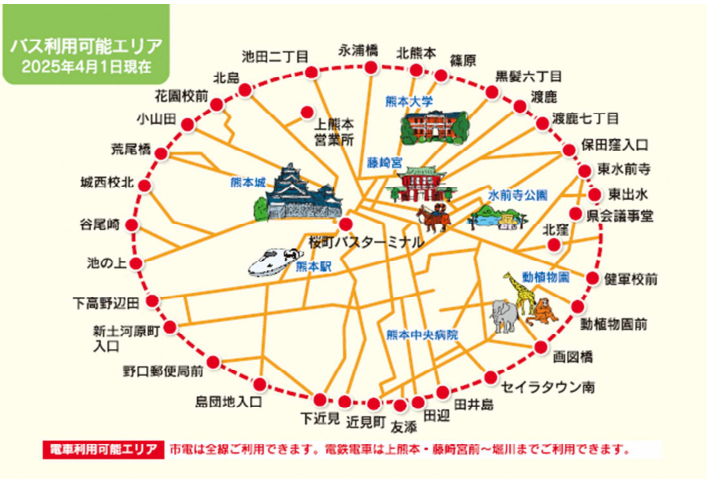 バス利用可能エリア
2025年4月1日現在
永浦橋
北熊本
篠原
池田二丁目
黒髪六丁目
北島
渡鹿
花園校前
熊本大学
小山田
上熊本
営業所
渡鹿七丁目
荒尾橋
保田窪入口
藤崎宮
東水前寺
城西校北
熊本城
水前寺公園
東出水
県会議事堂
谷尾崎
北窪
桜町バスターミナル
池の上
熊本駅
動植物園
健軍校前
下高野辺田
動植物園前
新土河原町
入口
熊本中央病院
画図橋
野口郵便局前
セイラタウン南
島団地入口
田井島
下近見
近見町
友添
田迎
電車利用可能エリア
市電は全線ご利用できます。電鉄電車は上熊本・藤崎宮前～堀川までご利用できます。